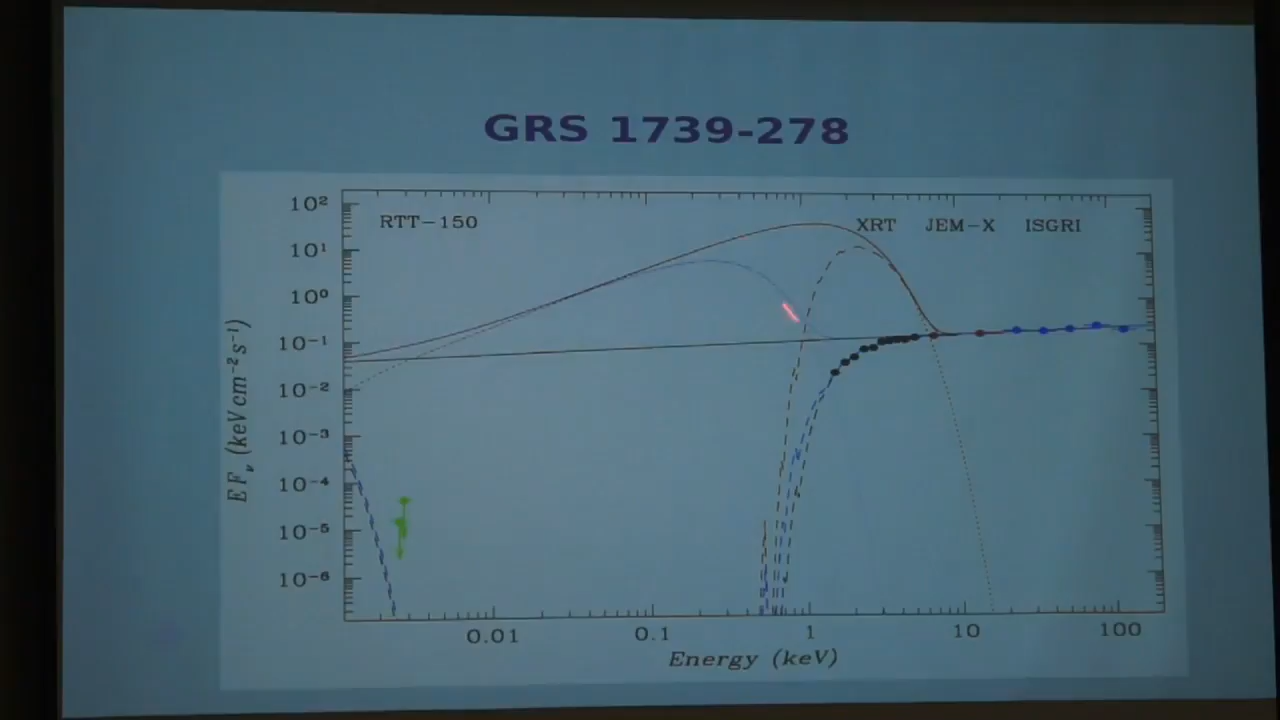 GRS 1739-278
RTT-150 XRT JEM-X ISGRI
10²
10¹
10⁰
10⁻¹
10⁻²
10⁻³
10⁻⁴
10⁻⁵
10⁻⁶
EFᵥ (keV cm⁻² s⁻¹)
0.01 0.1 1 10 100
Energy (keV)